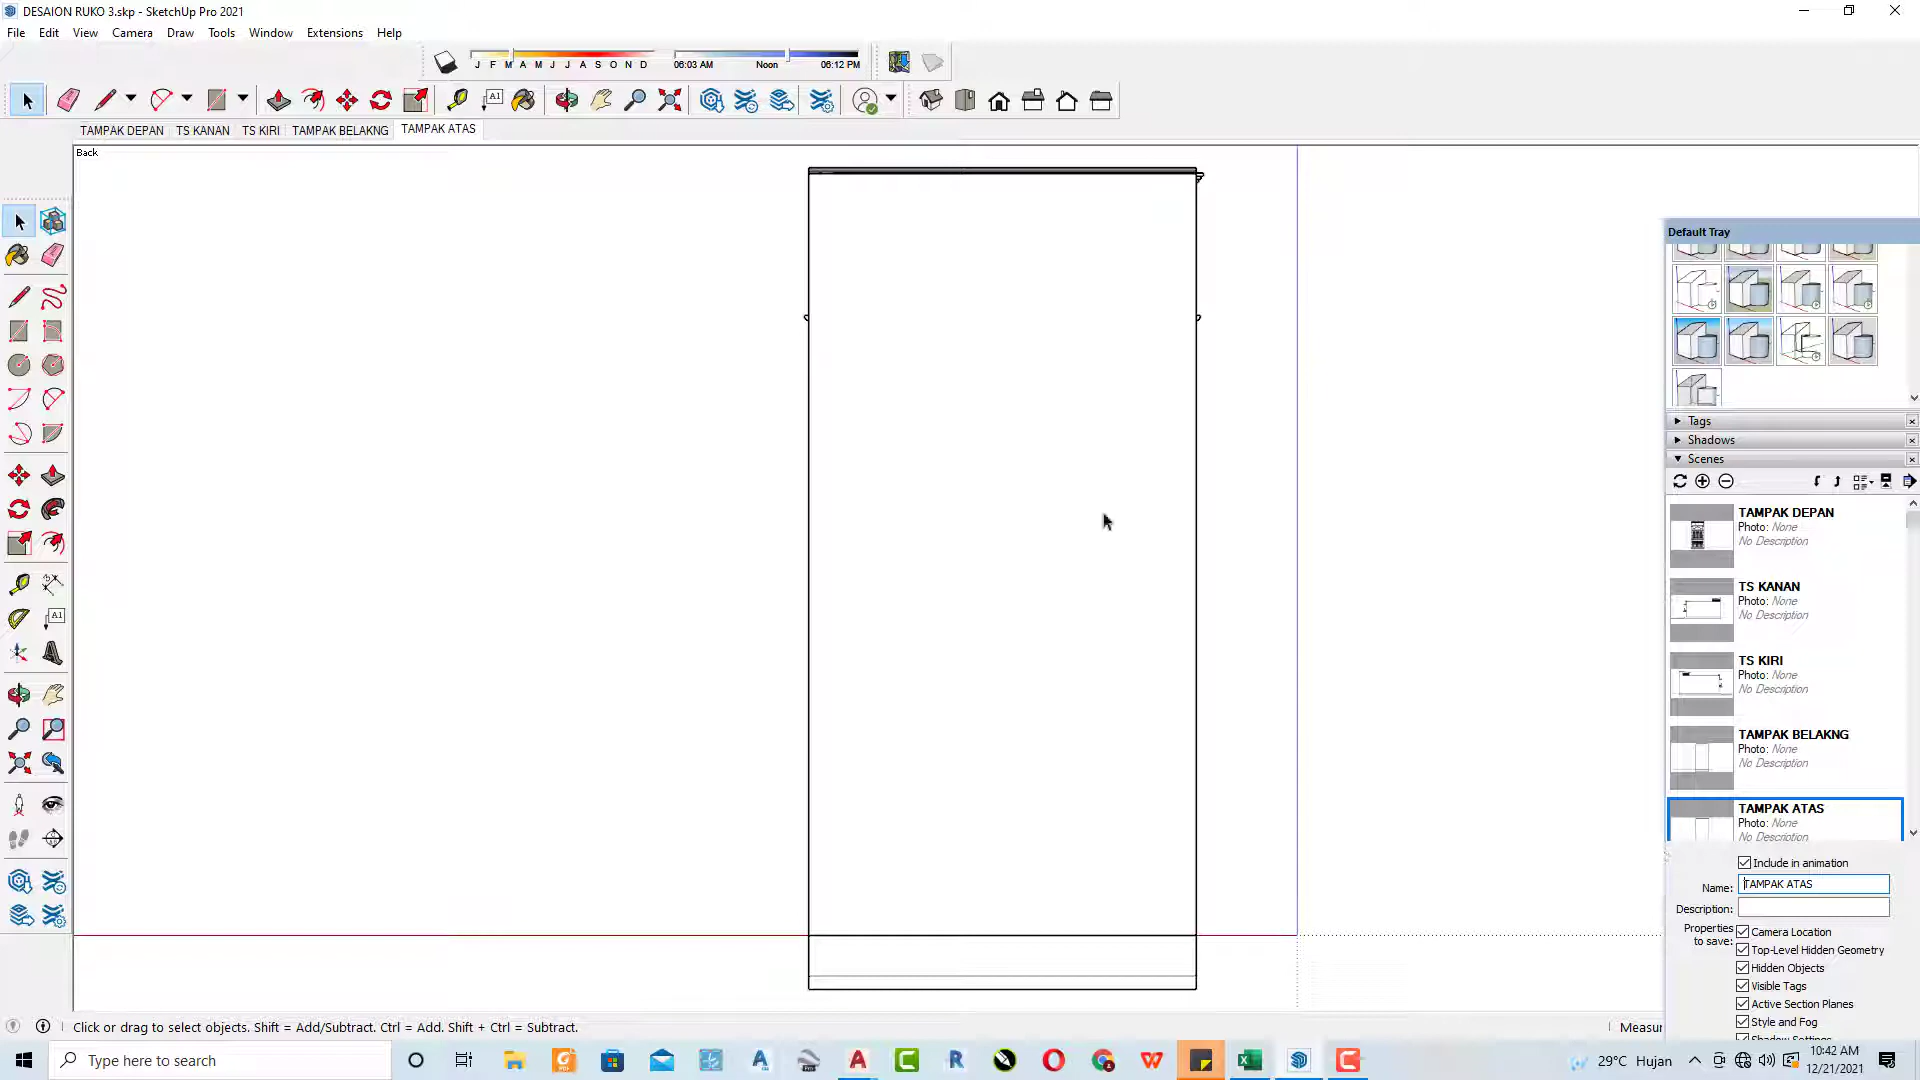 DESAION RUKO 3.skp - SketchUp Pro 2021
File Edit View Camera Draw Tools Window Extensions Help
J F M A M J J A S O N D 06:03 AM Noon 06:12 PM
A1
TAMPAK DEPAN TS KANAN TS KIRI TAMPAK BELAKNG TAMPAK ATAS
Back
Default Tray
Tags
Shadows
Scenes
TAMPAK DEPAN
Photo: None
No Description
TS KANAN
Photo: None
No Description
TS KIRI
Photo: None
No Description
TAMPAK BELAKNG
Photo: None
No Description
TAMPAK ATAS
Photo: None
No Description
A1
Include in animation
Name: TAMPAK ATAS
Description:
Properties to save:
Camera Location
Top-Level Hidden Geometry
Hidden Objects
Visible Tags
Active Section Planes
Style and Fog
Shadow Settings
Click or drag to select objects. Shift = Add/Subtract. Ctrl = Add. Shift + Ctrl = Subtract.
Measur
Type here to search
29°C Hujan
10:42 AM
12/21/2021